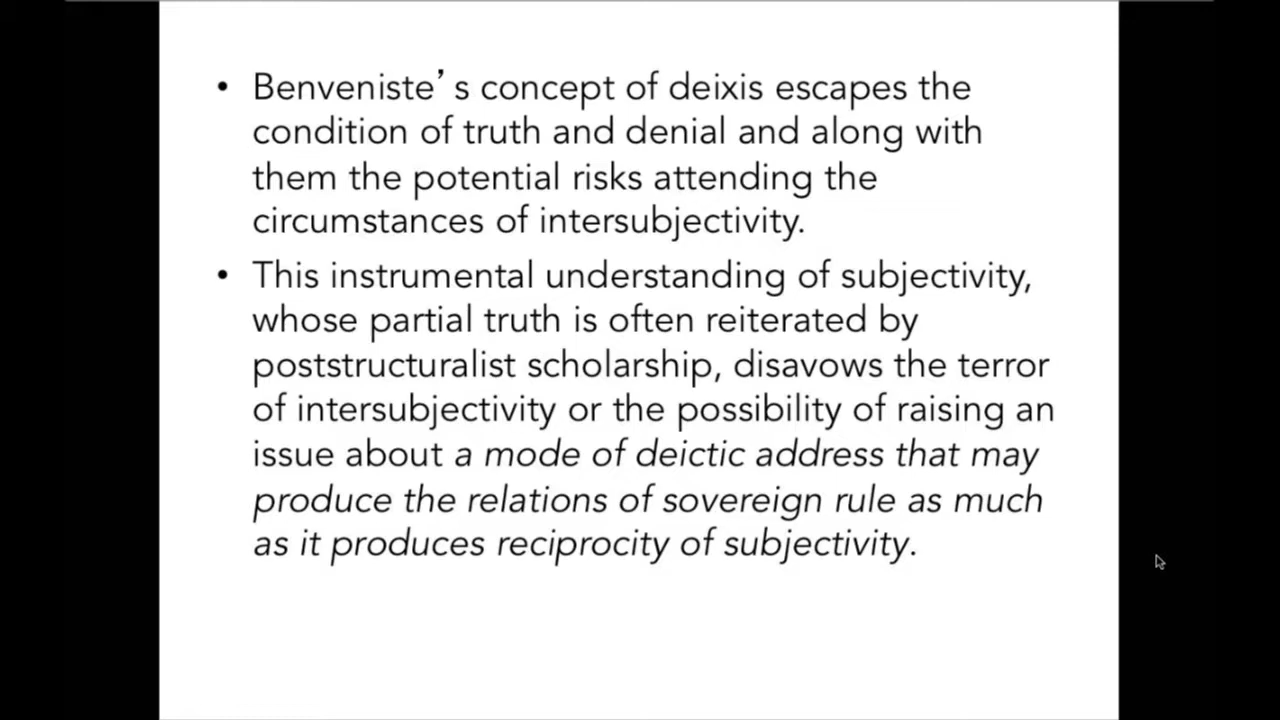 • Benveniste’s concept of deixis escapes the
condition of truth and denial and along with
them the potential risks attending the
circumstances of intersubjectivity.
• This instrumental understanding of subjectivity,
whose partial truth is often reiterated by
poststructuralist scholarship, disavows the terror
of intersubjectivity or the possibility of raising an
issue about a mode of deictic address that may
produce the relations of sovereign rule as much
as it produces reciprocity of subjectivity.